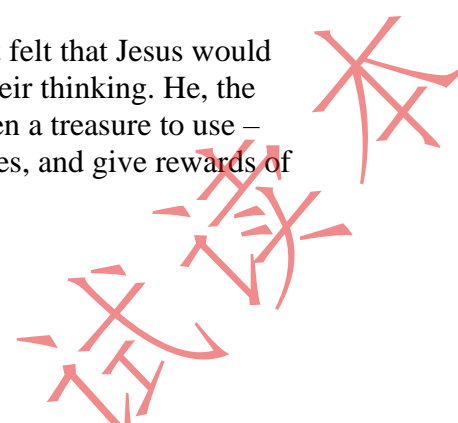 felt that Jesus would
eir thinking. He, the
en a treasure to use –
es, and give rewards of
试读本